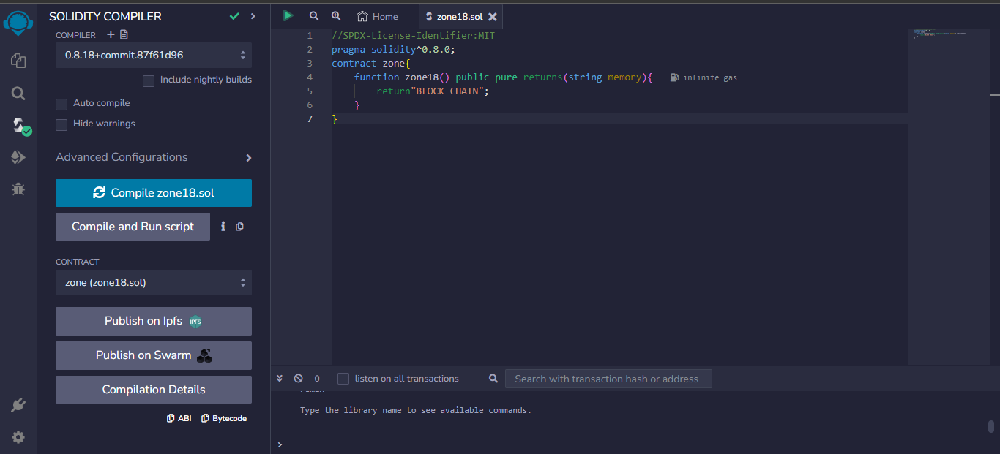 SOLIDITY COMPILER
COMPILER
0.8.18+commit.87f61d96
Include nightly builds
Auto compile
Hide warnings
Advanced Configurations
Compile zone18.sol
Compile and Run script
CONTRACT
zone (zone18.sol)
Publish on Ipfs IPFS
Publish on Swarm
Compilation Details
ABI Bytecode
Home zone18.sol
1 //SPDX-License-Identifier:MIT
2 pragma solidity^0.8.0;
3 contract zone{
4 function zone18() public pure returns(string memory){ infinite gas
5 return"BLOCK CHAIN";
6 }
7 }
0 listen on all transactions Search with transaction hash or address
Type the library name to see available commands.
>